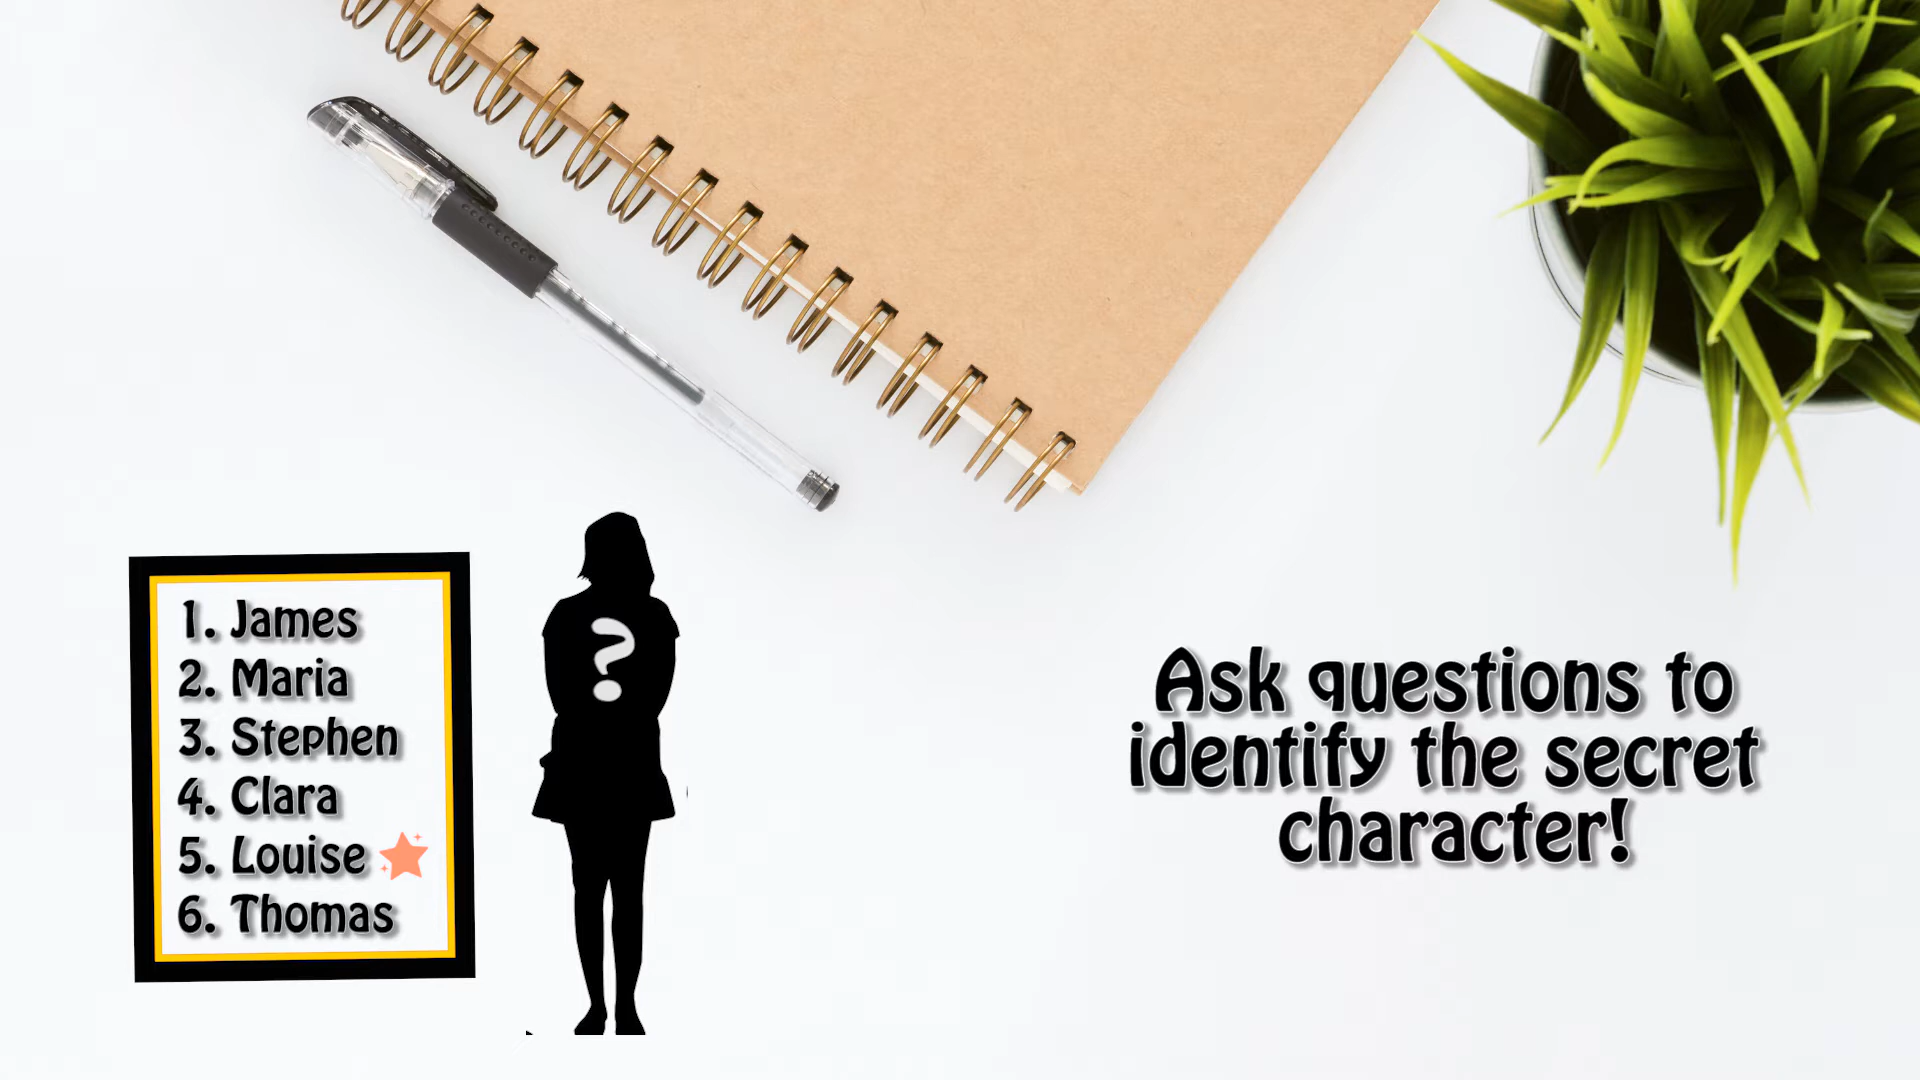 1. James
2. Maria
3. Stephen
4. Clara
5. Louise
6. Thomas
?
Ask questions to
identify the secret
character!